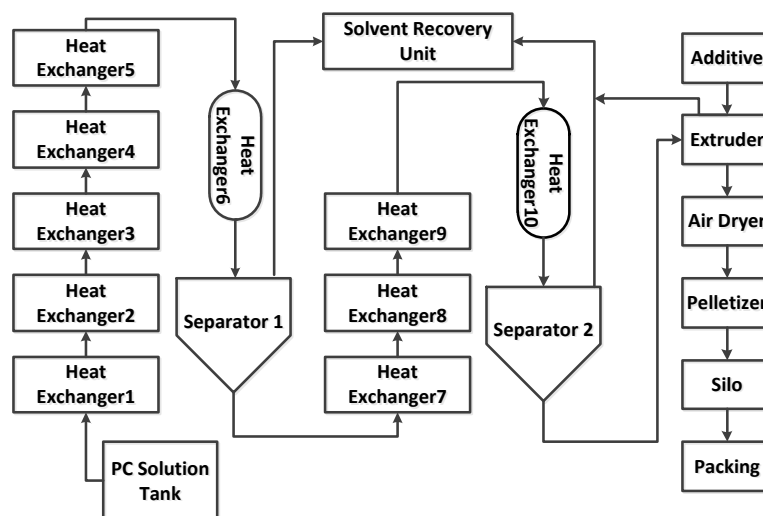 Heat
Exchanger5
Heat
Exchanger4
Heat
Exchanger3
Heat
Exchanger2
Heat
Exchanger1
PC Solution
Tank
Heat
Exchanger6
Separator 1
Solvent Recovery
Unit
Heat
Exchanger9
Heat
Exchanger8
Heat
Exchanger7
Heat
Exchanger10
Separator 2
Additive
Extruder
Air Dryer
Pelletizer
Silo
Packing